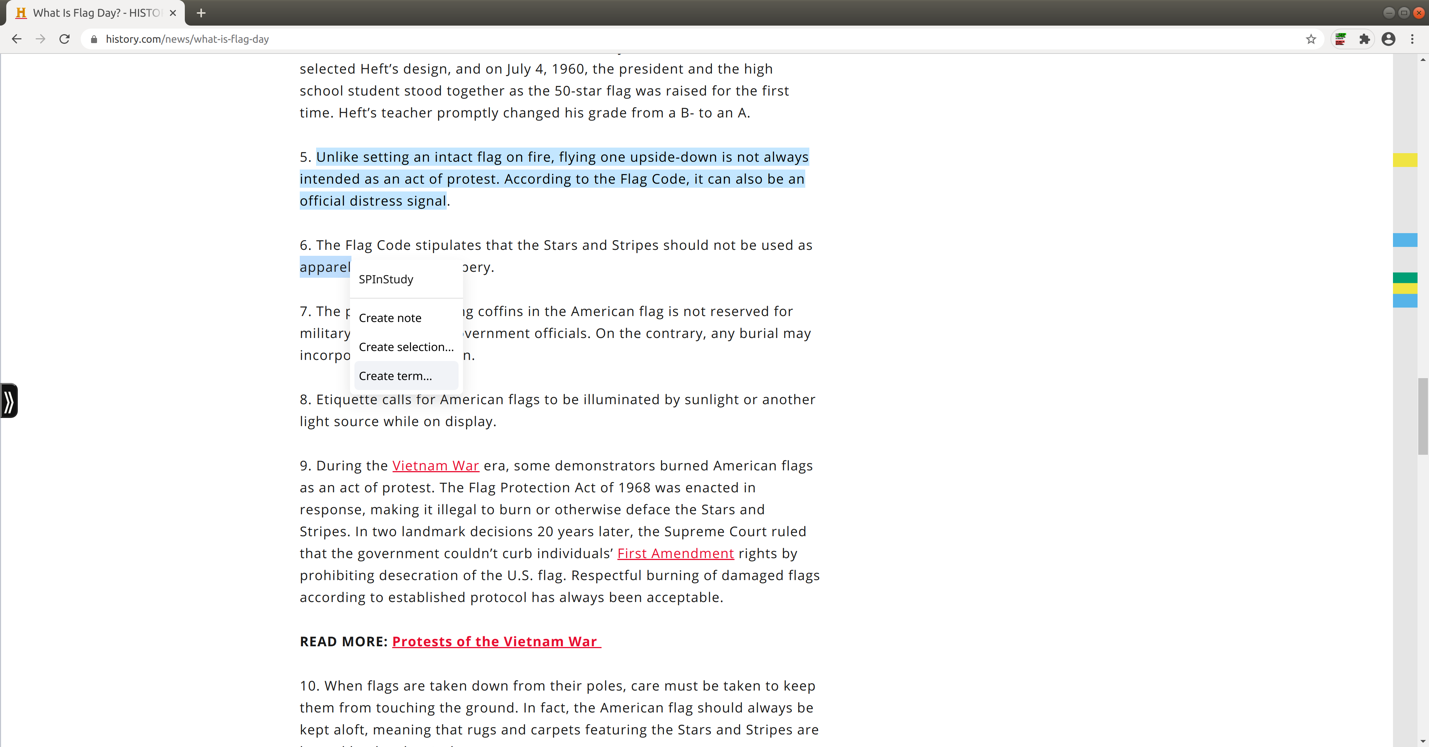 What Is Flag Day? - HISTO
history.com/news/what-is-flag-day
selected Heft’s design, and on July 4, 1960, the president and the high
school student stood together as the 50-star flag was raised for the first
time. Heft’s teacher promptly changed his grade from a B- to an A.
5. Unlike setting an intact flag on fire, flying one upside-down is not always
intended as an act of protest. According to the Flag Code, it can also be an
official distress signal.
6. The Flag Code stipulates that the Stars and Stripes should not be used as
apparel pery.
SPInStudy
Create note
Create selection...
Create term...
7. The p g coffins in the American flag is not reserved for
military vernment officials. On the contrary, any burial may
incorpo n.
8. Etiquette calls for American flags to be illuminated by sunlight or another
light source while on display.
9. During the Vietnam War era, some demonstrators burned American flags
as an act of protest. The Flag Protection Act of 1968 was enacted in
response, making it illegal to burn or otherwise deface the Stars and
Stripes. In two landmark decisions 20 years later, the Supreme Court ruled
that the government couldn’t curb individuals’ First Amendment rights by
prohibiting desecration of the U.S. flag. Respectful burning of damaged flags
according to established protocol has always been acceptable.
READ MORE: Protests of the Vietnam War
10. When flags are taken down from their poles, care must be taken to keep
them from touching the ground. In fact, the American flag should always be
kept aloft, meaning that rugs and carpets featuring the Stars and Stripes are